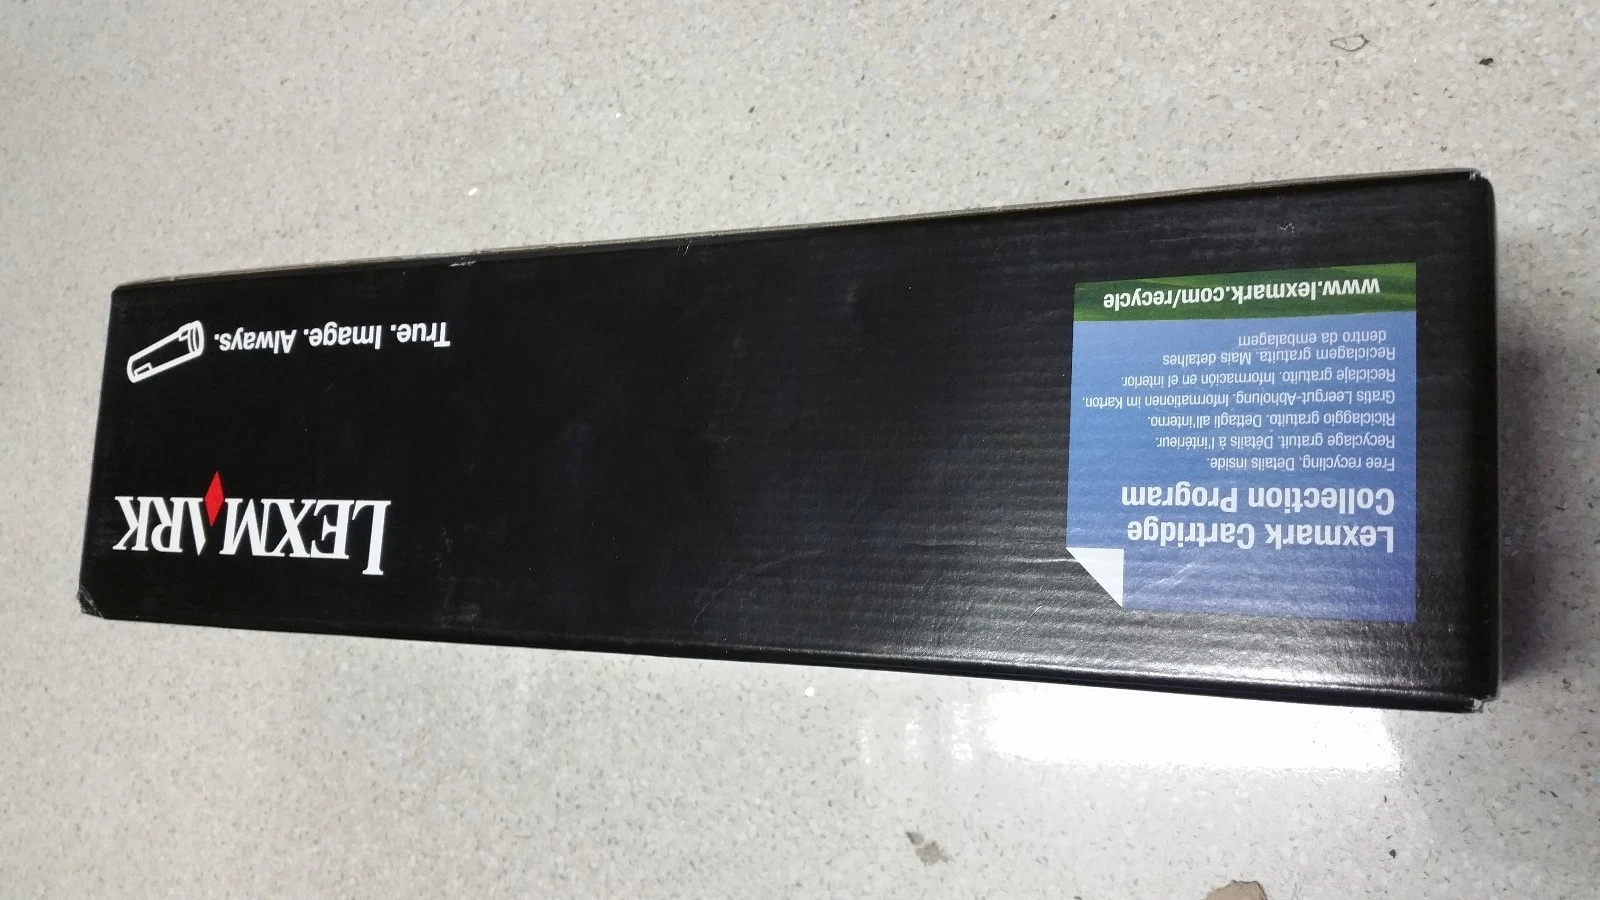 Lexmark Cartridge
Collection Program
Free recycling. Details inside.
Recyclage gratuit. Détails à l'intérieur.
Riciclaggio gratuito. Dettagli all'interno.
Gratis Leergut-Abholung. Informationen im Karton.
Reciclaje gratuito. Información en el interior.
Reciclagem gratuita. Mais detalhes
dentro da embalagem
www.lexmark.com/recycle
LEXMARK
True. Image. Always.